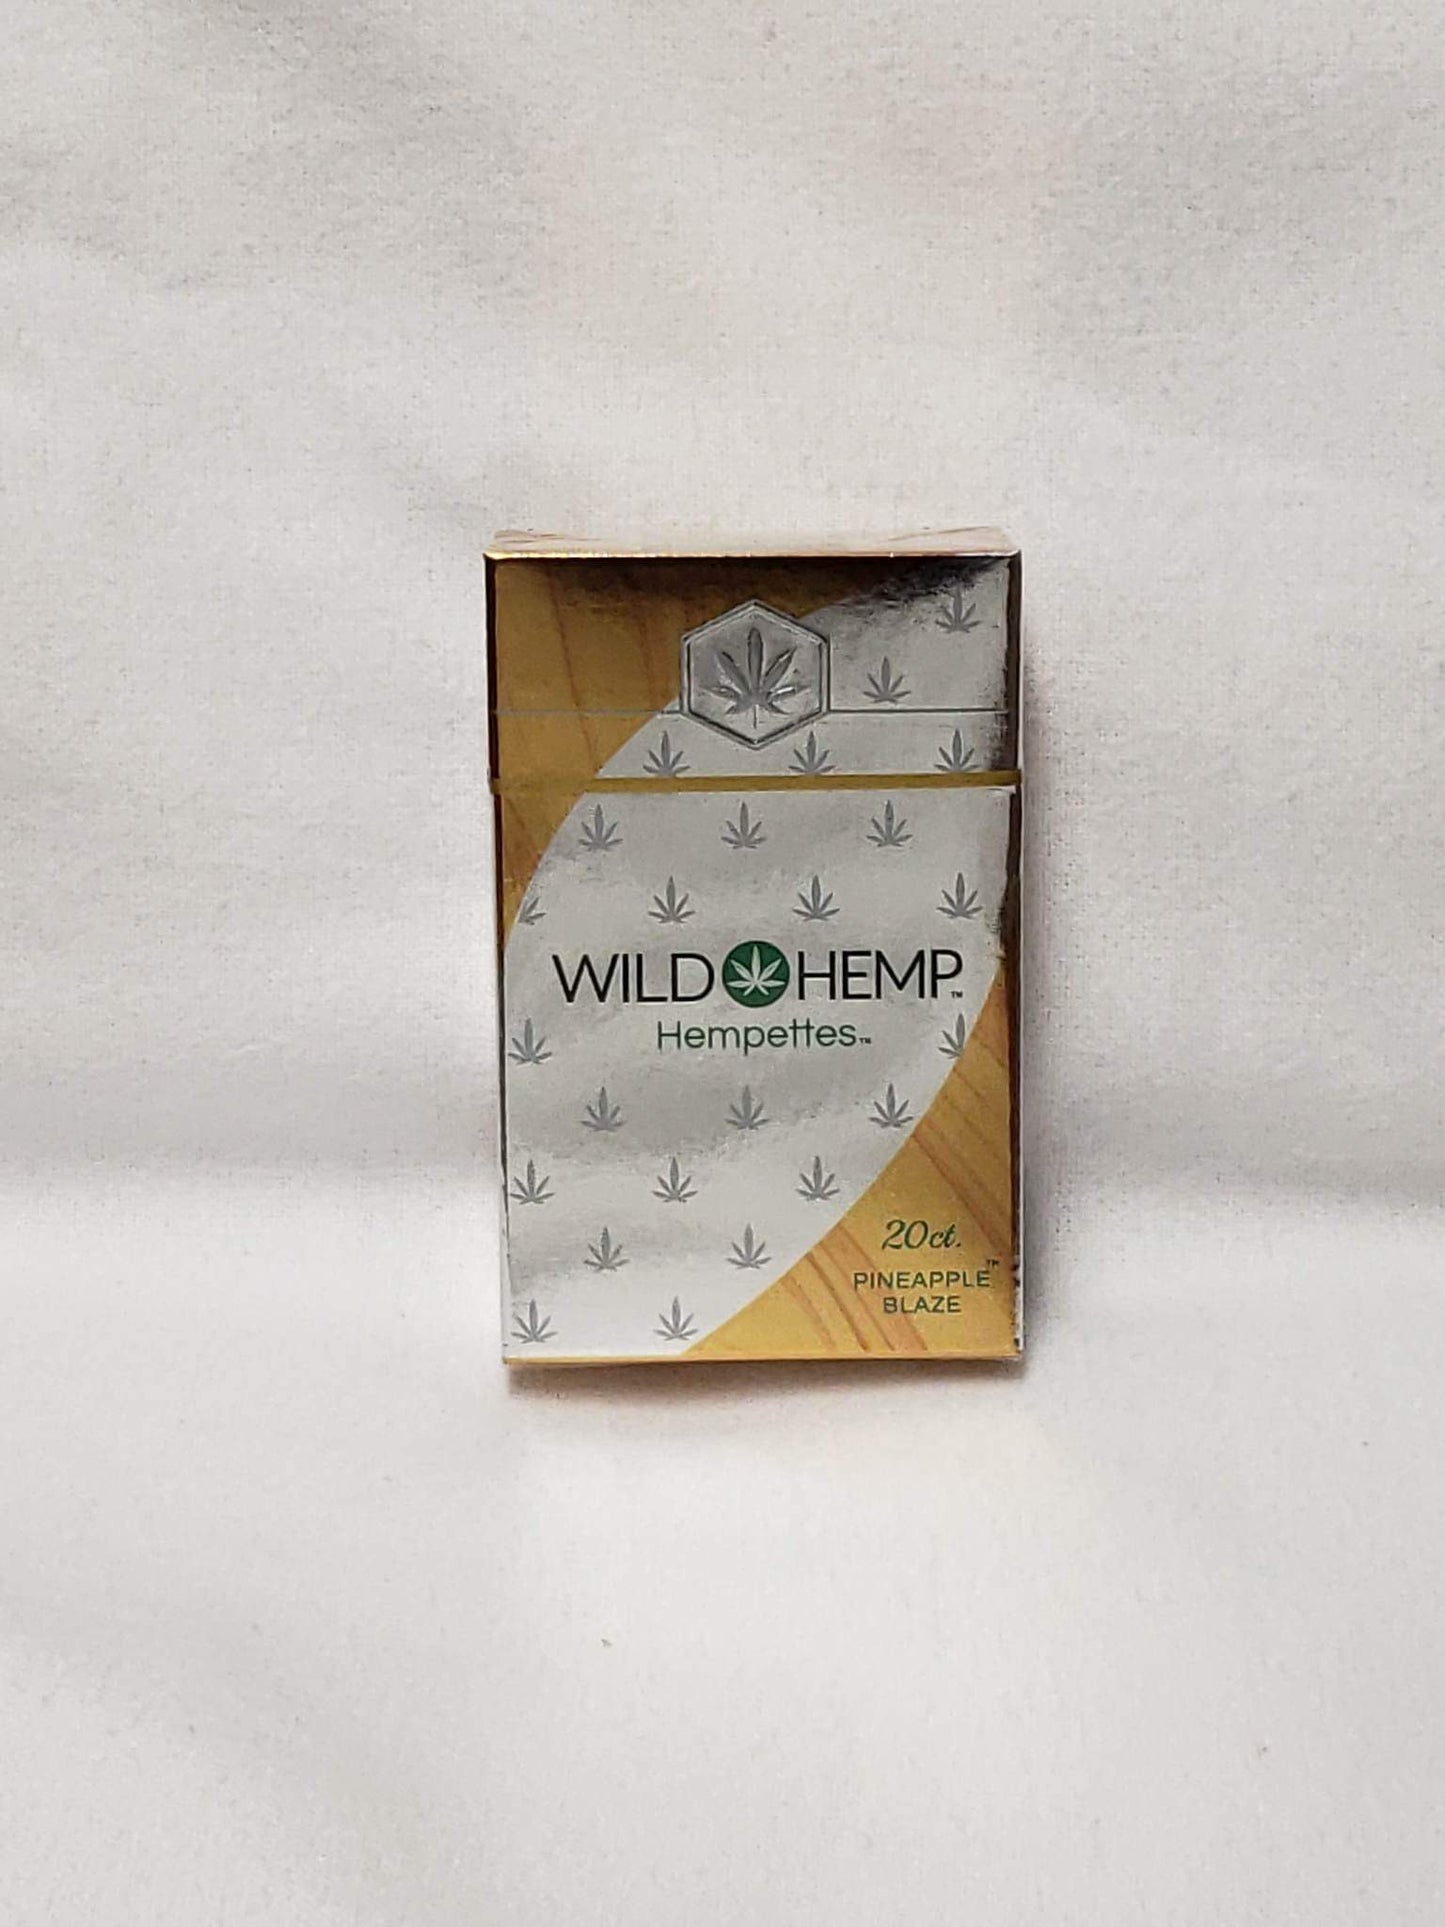 WILD HEMP™
Hempettes™
20ct.
PINEAPPLE™
BLAZE